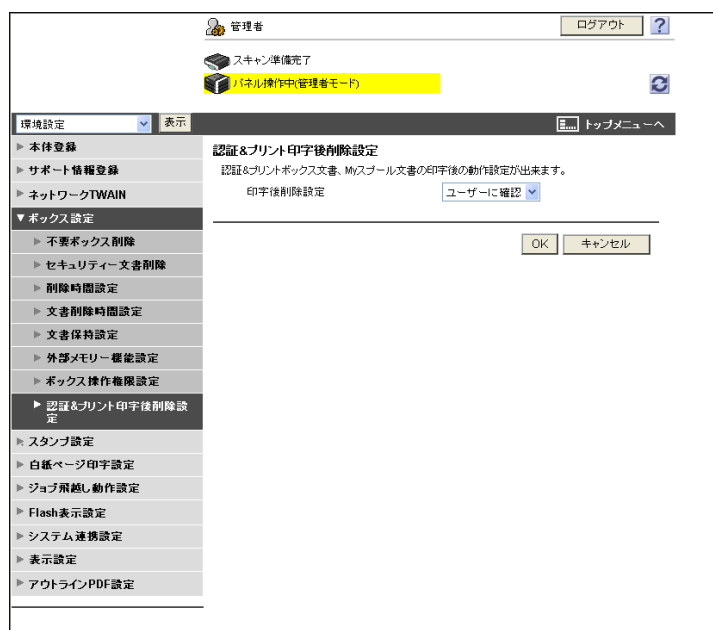 管理者
ログアウト
?
スキャン準備完了
パネル操作中(管理者モード)
環境設定
表示
トップメニューへ
本体登録
サポート情報登録
ネットワークTWAIN
ボックス設定
不要ボックス削除
セキュリティー文書削除
削除時間設定
文書削除時間設定
文書保持設定
外部メモリー機能設定
ボックス操作権限設定
認証&プリント印字後削除設
定
スタンプ設定
白紙ページ印字設定
ジョブ飛越し動作設定
Flash表示設定
システム連携設定
表示設定
アウトラインPDF設定
認証&プリント印字後削除設定
認証&プリントボックス文書、Myスプール文書の印字後の動作設定が出来ます。
印字後削除設定
ユーザーに確認
OK
キャンセル